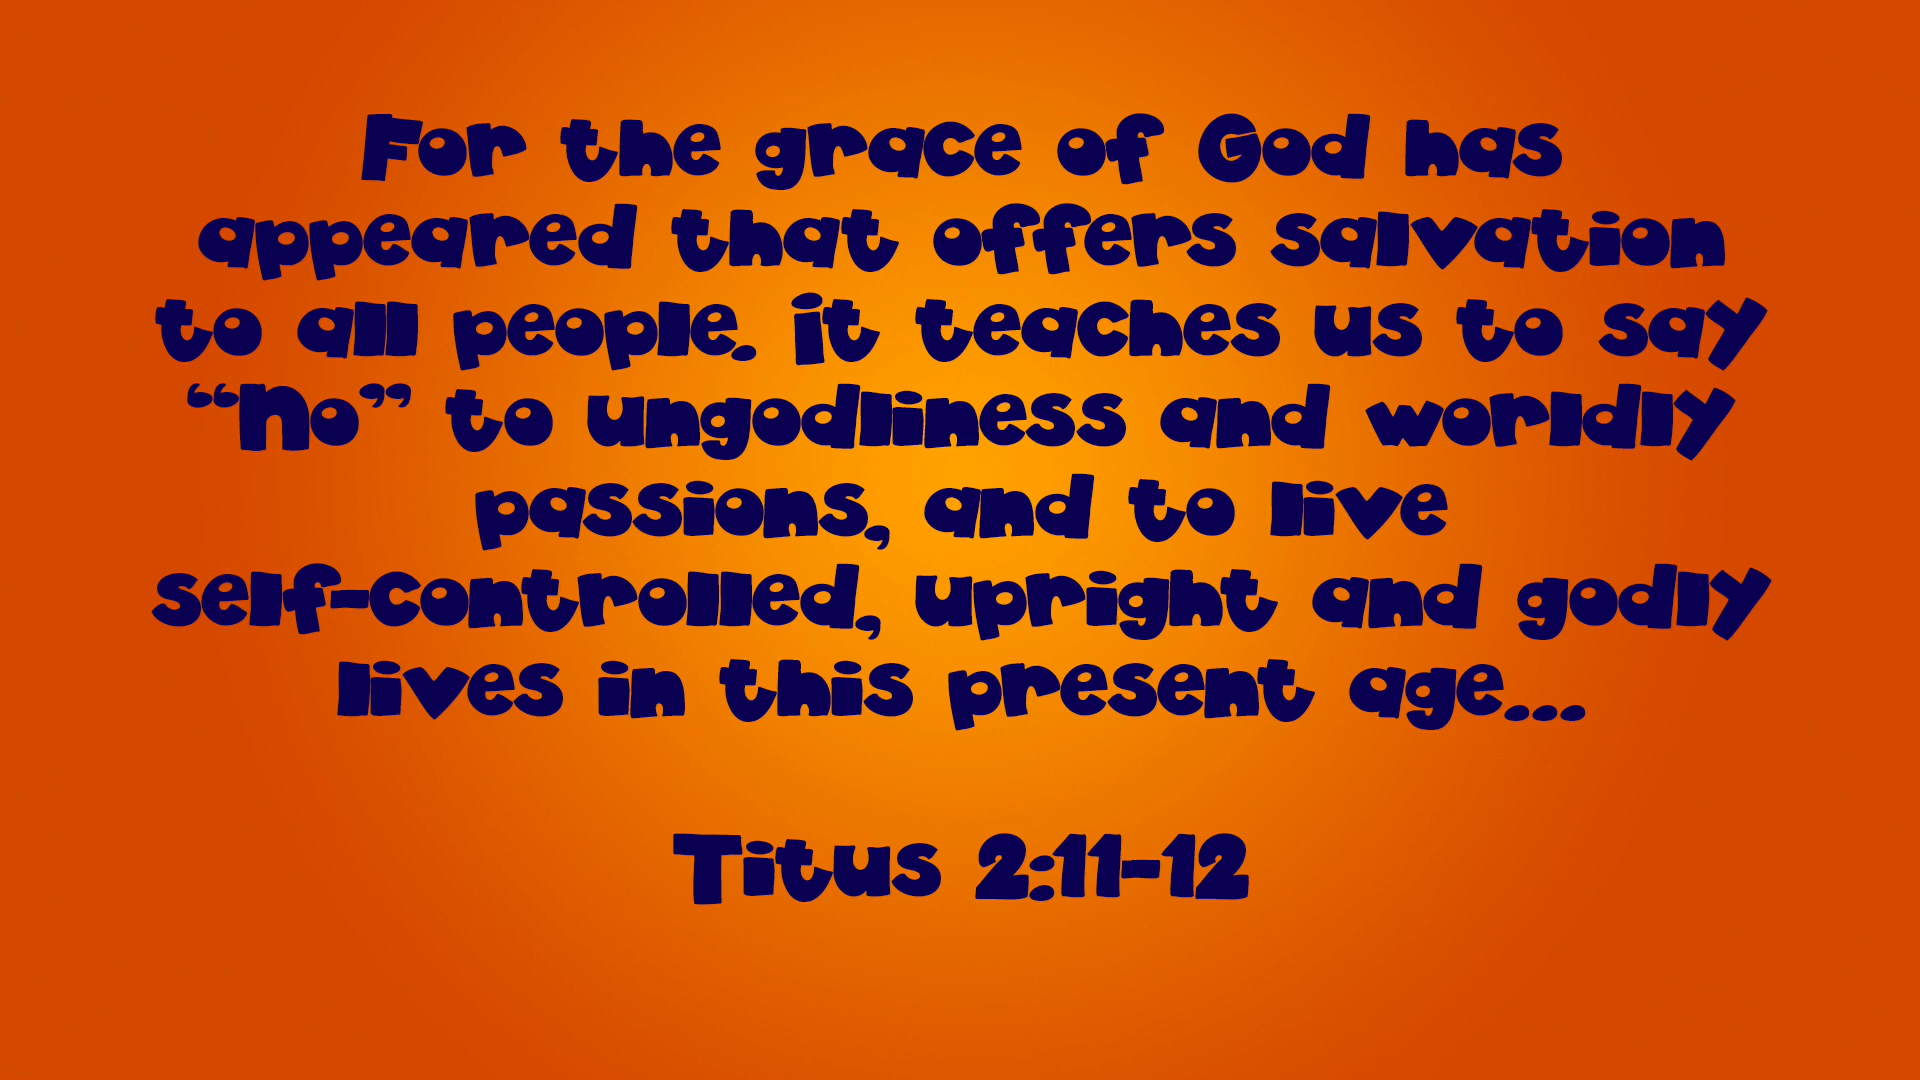 For the grace of God has
appeared that offers salvation
to all people. It teaches us to say
“No” to ungodliness and worldly
passions, and to live
self-controlled, upright and godly
lives in this present age...
Titus 2:11-12